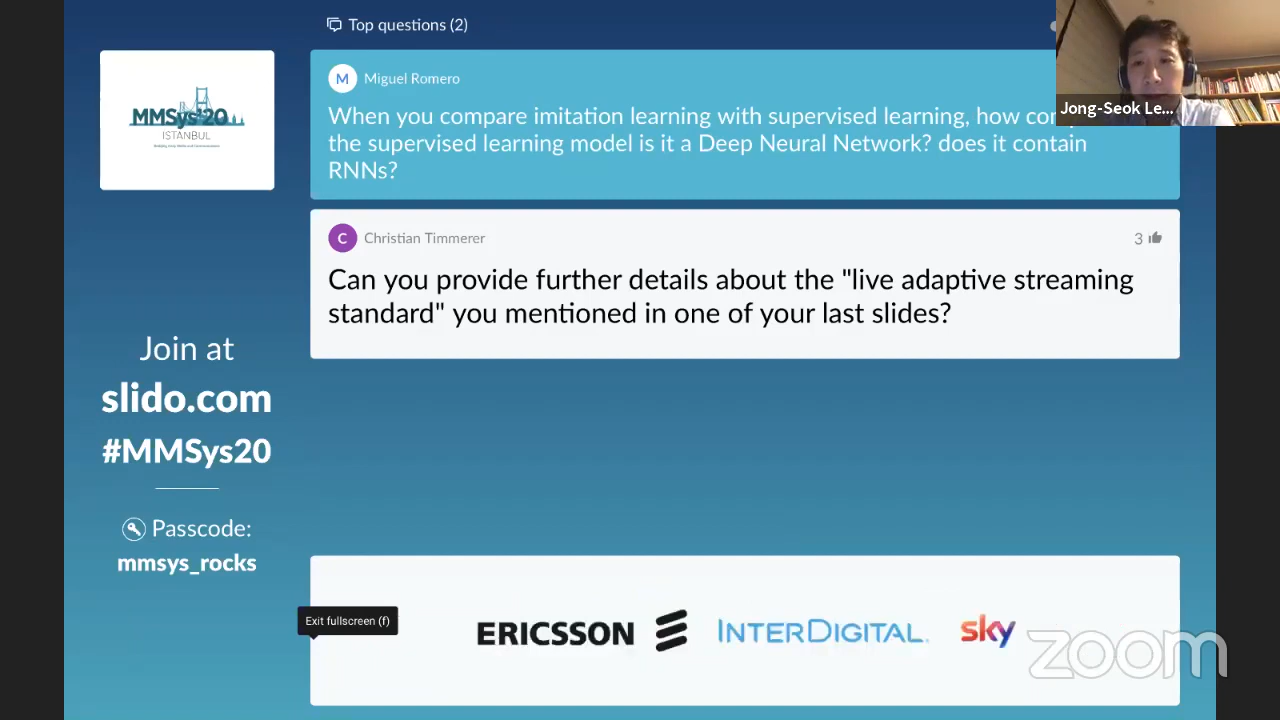 Top questions (2)
MMSys'20
ISTANBUL
M
Miguel Romero
When you compare imitation learning with supervised learning, how
the supervised learning model is it a Deep Neural Network? does it contain
RNNs?
Jong-Seok Le...
C
Christian Timmerer
3
Can you provide further details about the "live adaptive streaming
standard" you mentioned in one of your last slides?
Join at
slido.com
#MMSys20
Passcode:
mmsys_rocks
Exit fullscreen (f)
ERICSSON
INTERDIGITAL
sky
zoom